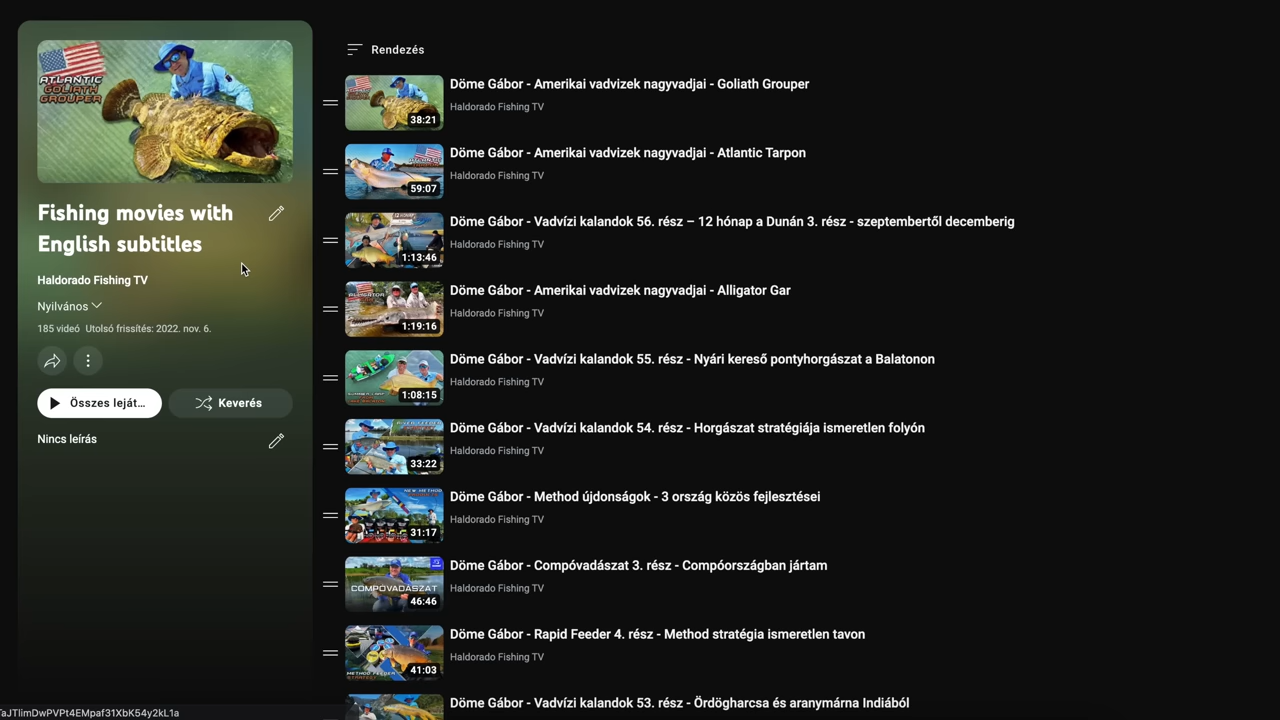 ATLANTIC
GOLIATH
GROUPER
Fishing movies with
English subtitles
Haldorado Fishing TV
Nyilvános
185 videó Utolsó frissítés: 2022. nov. 6.
Összes leját...
Keverés
Nincs leírás
Rendezés
38:21
Döme Gábor - Amerikai vadvizek nagyvadjai - Goliath Grouper
Haldorado Fishing TV
59:07
Döme Gábor - Amerikai vadvizek nagyvadjai - Atlantic Tarpon
Haldorado Fishing TV
1:13:46
Döme Gábor - Vadvízi kalandok 56. rész – 12 hónap a Dunán 3. rész - szeptembertől decemberig
Haldorado Fishing TV
1:19:16
Döme Gábor - Amerikai vadvizek nagyvadjai - Alligator Gar
Haldorado Fishing TV
1:08:15
Döme Gábor - Vadvízi kalandok 55. rész - Nyári kereső pontyhorgászat a Balatonon
Haldorado Fishing TV
33:22
Döme Gábor - Vadvízi kalandok 54. rész - Horgászat stratégiája ismeretlen folyón
Haldorado Fishing TV
31:17
Döme Gábor - Method újdonságok - 3 ország közös fejlesztései
Haldorado Fishing TV
COMPÓVADÁSZAT
46:46
Döme Gábor - Compóvadászat 3. rész - Compóországban jártam
Haldorado Fishing TV
METHOD FEEDER
41:03
Döme Gábor - Rapid Feeder 4. rész - Method stratégia ismeretlen tavon
Haldorado Fishing TV
Döme Gábor - Vadvízi kalandok 53. rész - Ördögharcsa és aranymárna Indiából
aJTlimDwPVPt4EMpaf31XbK54y2kL1a